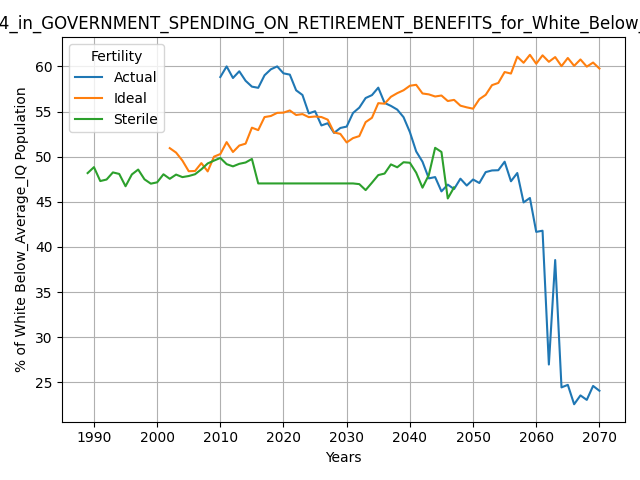 4_in_GOVERNMENT_SPENDING_ON_RETIREMENT_BENEFITS_for_White_Below_
Fertility
Actual
Ideal
Sterile
% of White Below_Average_IQ Population
60
55
50
45
40
35
30
25
1990 2000 2010 2020 2030 2040 2050 2060 2070
Years